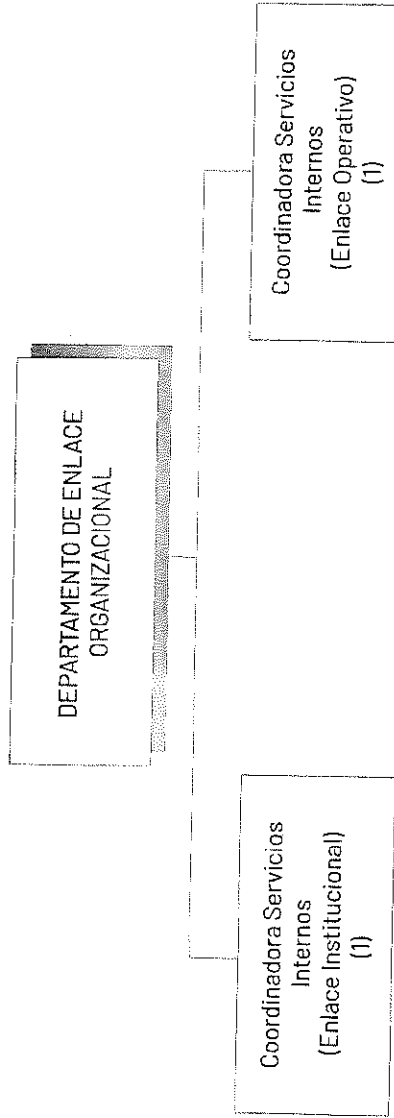 DEPARTAMENTO DE ENLACE
ORGANIZACIONAL
Coordinadora Servicios
Internos
(Enlace Institucional)
(1)
Coordinadora Servicios
Internos
(Enlace Operativo)
(1)